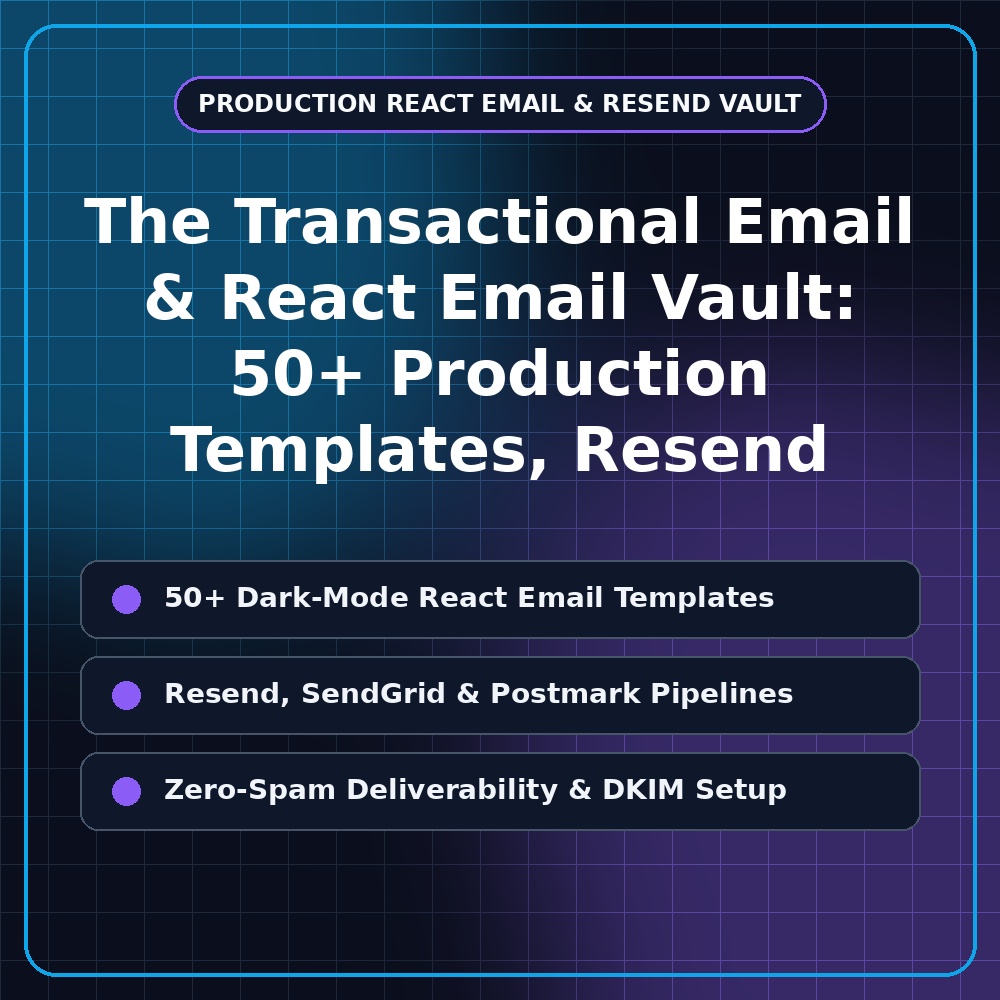 PRODUCTION REACT EMAIL & RESEND VAULT
The Transactional Email
& React Email Vault:
50+ Production
Templates, Resend
50+ Dark-Mode React Email Templates
Resend, SendGrid & Postmark Pipelines
Zero-Spam Deliverability & DKIM Setup